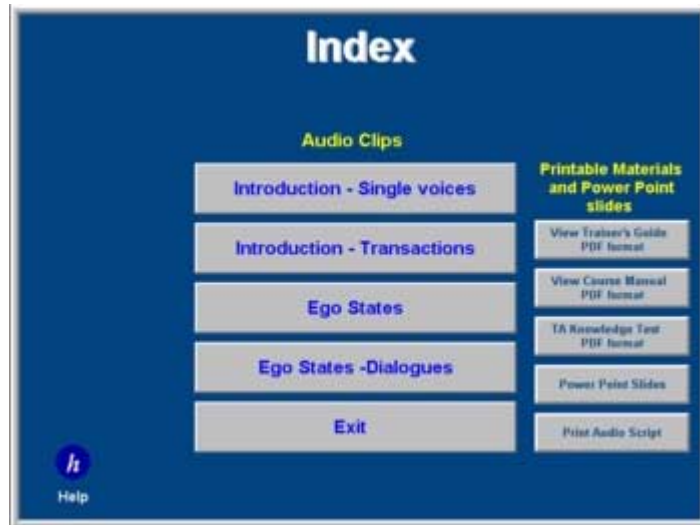 Index
Audio Clips
Introduction - Single voices
Introduction - Transactions
Ego States
Ego States -Dialogues
Exit
Printable Materials
and Power Point
slides
View Trainer's Guide
PDF format
View Course Manual
PDF format
TA Knowledge Test
PDF format
Power Point Slides
Print Audio Script
h
Help